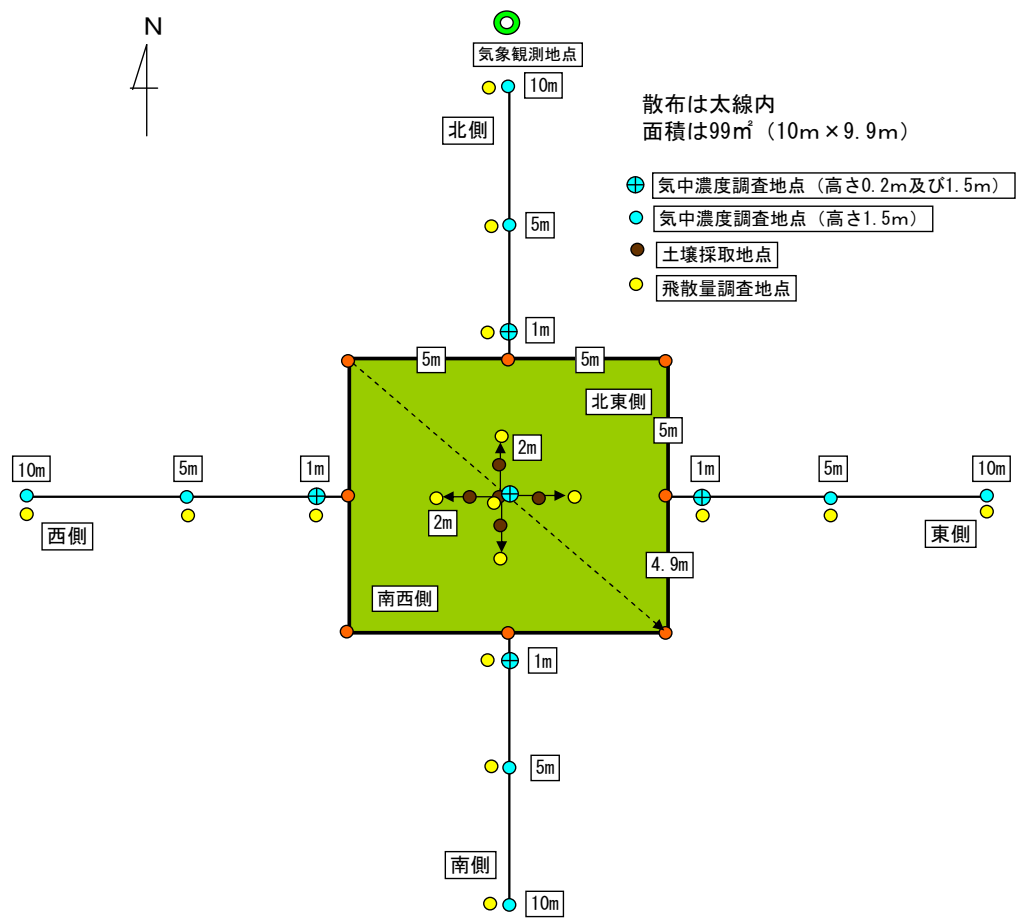 N
気象観測地点
10m
北側
散布は太線内
面積は99㎡（10m×9.9m）
気中濃度調査地点（高さ0.2m及び1.5m）
気中濃度調査地点（高さ1.5m）
土壌採取地点
飛散量調査地点
5m
1m
5m
5m
北東側
5m
2m
10m
5m
1m
1m
5m
10m
2m
西側
東側
4.9m
南西側
1m
5m
南側
10m